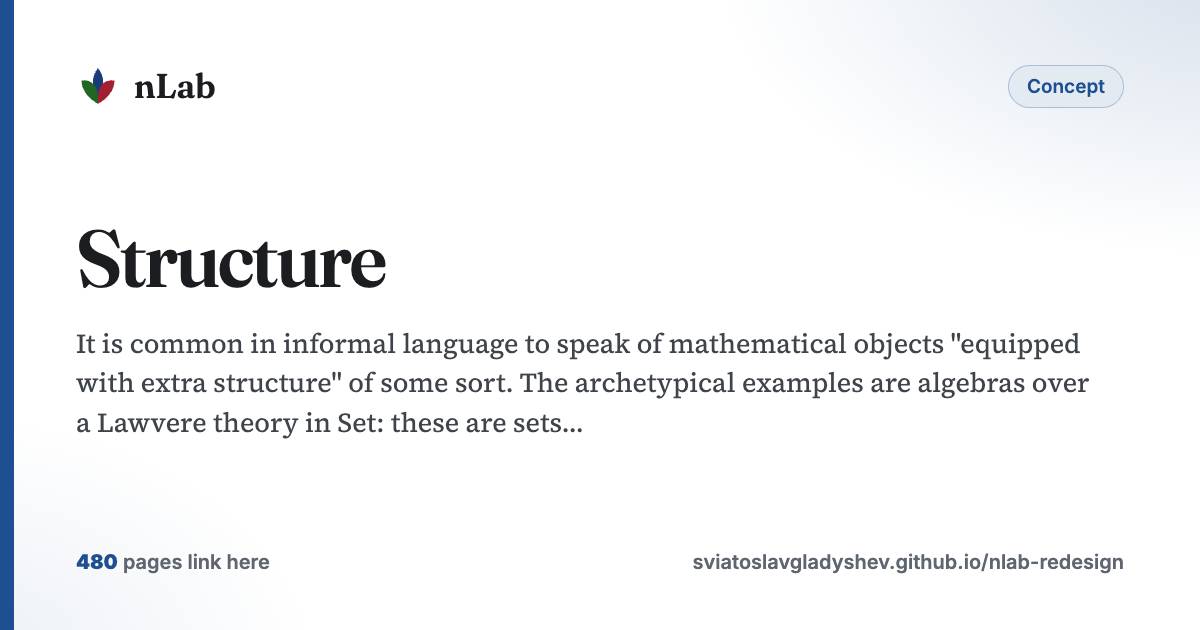 nLab
Concept
Structure
It is common in informal language to speak of mathematical objects "equipped
with extra structure" of some sort. The archetypical examples are algebras over
a Lawvere theory in Set: these are sets...
480 pages link here
sviatoslavgladyshev.github.io/nlab-redesign